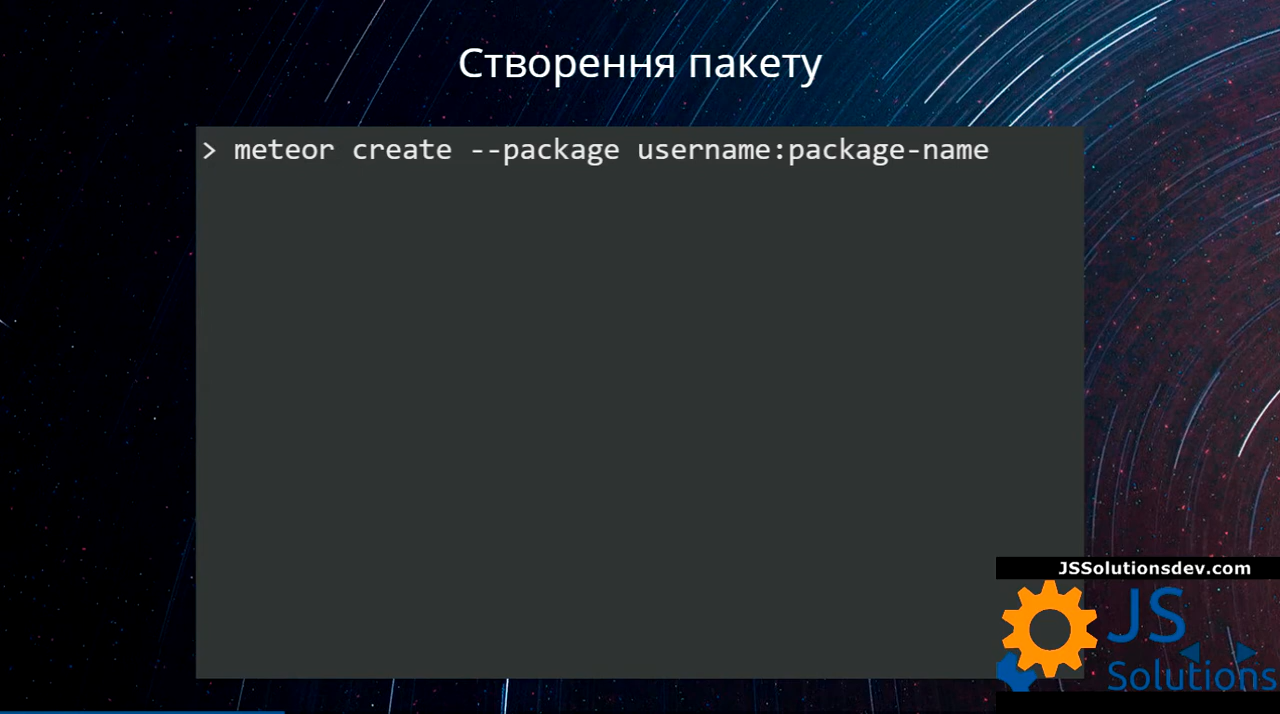 Створення пакету
> meteor create --package username:package-name
JSSolutionsdev.com
JS
Solutions